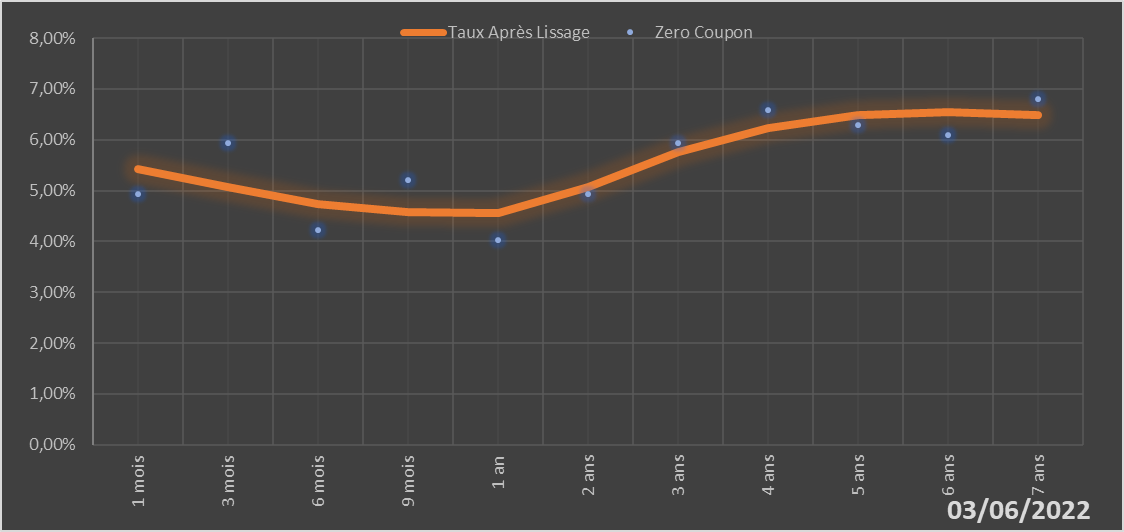 Taux Après Lissage
Zero Coupon
8,00%
7,00%
6,00%
5,00%
4,00%
3,00%
2,00%
1,00%
0,00%
1 mois
3 mois
6 mois
9 mois
1 an
2 ans
3 ans
4 ans
5 ans
6 ans
7 ans
03/06/2022